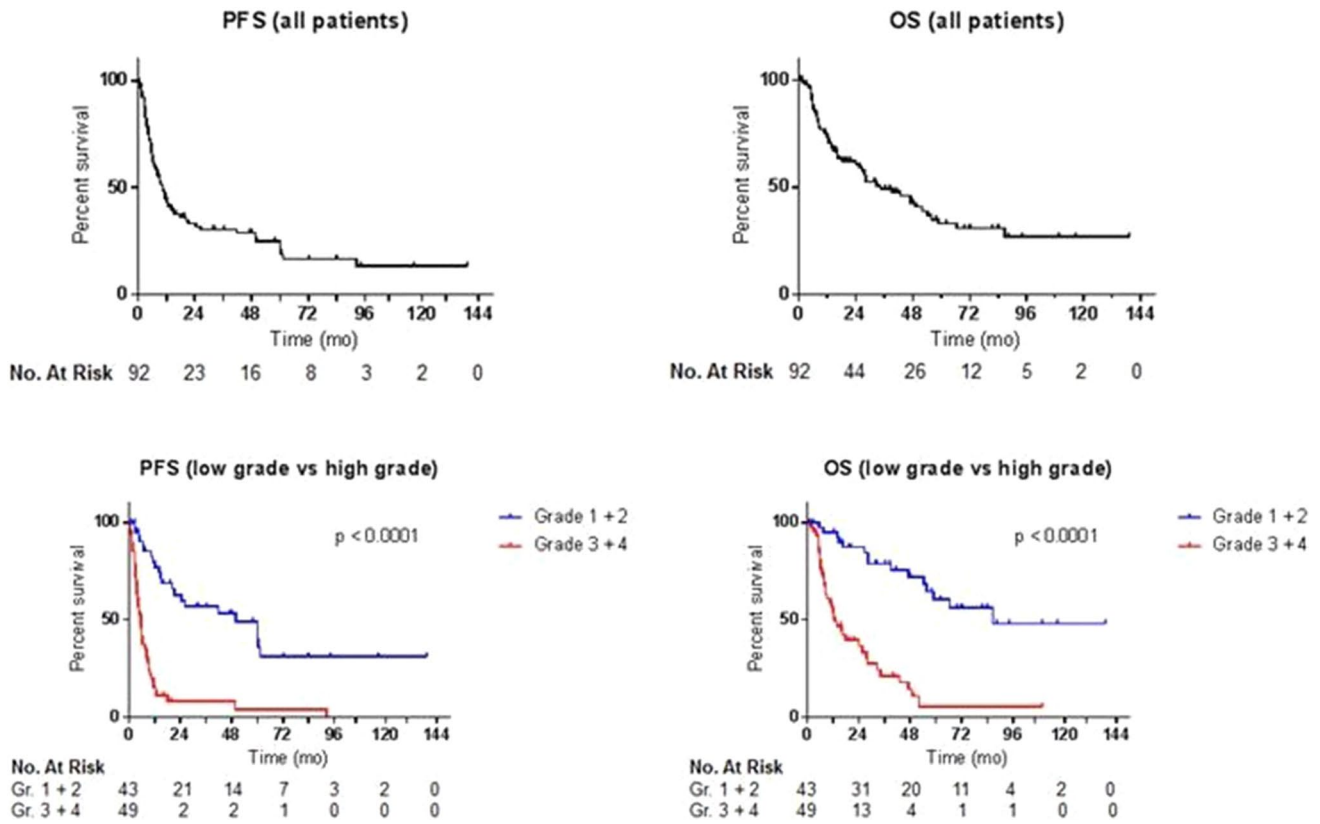 PFS (all patients)
Percent survival
100
50
0
0 24 48 72 96 120 144
Time (mo)
No. At Risk 92 23 16 8 3 2 0
OS (all patients)
Percent survival
100
50
0
0 24 48 72 96 120 144
Time (mo)
No. At Risk 92 44 26 12 5 2 0
PFS (low grade vs high grade)
Percent survival
100
50
0
p < 0.0001
Grade 1 + 2
Grade 3 + 4
0 24 48 72 96 120 144
Time (mo)
No. At Risk
Gr. 1 + 2 43 21 14 7 3 2 0
Gr. 3 + 4 49 2 2 1 0 0 0
OS (low grade vs high grade)
Percent survival
100
50
0
p < 0.0001
Grade 1 + 2
Grade 3 + 4
0 24 48 72 96 120 144
Time (mo)
No. At Risk
Gr. 1 + 2 43 31 20 11 4 2 0
Gr. 3 + 4 49 13 4 1 1 0 0